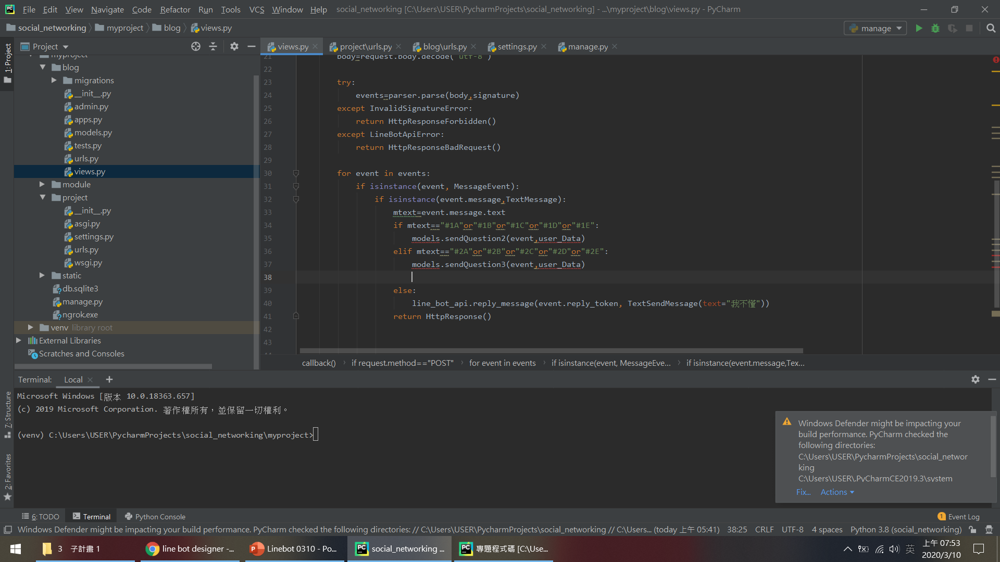 File Edit View Navigate Code Refactor Run Tools VCS Window Help social_networking [C:\Users\USER\PycharmProjects\social_networking] - ...\myproject\blog\views.py - PyCharm
social_networking myproject blog views.py manage
1: Project
Project
views.py project\urls.py blog\urls.py settings.py manage.py
myproject
blog
migrations
__init__.py
admin.py
apps.py
models.py
tests.py
urls.py
views.py
module
project
__init__.py
asgi.py
settings.py
urls.py
wsgi.py
static
db.sqlite3
manage.py
ngrok.exe
venv library root
External Libraries
Scratches and Consoles
21 body=request.body.decode('utf-8')
22
23 try:
24 events=parser.parse(body,signature)
25 except InvalidSignatureError:
26 return HttpResponseForbidden()
27 except LineBotApiError:
28 return HttpResponseBadRequest()
29
30 for event in events:
31 if isinstance(event, MessageEvent):
32 if isinstance(event.message,TextMessage):
33 mtext=event.message.text
34 if mtext=="#1A"or"#1B"or"#1C"or"#1D"or"#1E":
35 models.sendQuestion2(event,user_Data)
36 elif mtext=="#2A"or"#2B"or"#2C"or"#2D"or"#2E":
37 models.sendQuestion3(event,user_Data)
38
39 else:
40 line_bot_api.reply_message(event.reply_token, TextSendMessage(text="我不懂"))
41 return HttpResponse()
42
43
callback() if request.method=="POST" for event in events if isinstance(event, MessageEve... if isinstance(event.message,Tex...
Terminal: Local
Microsoft Windows [版本 10.0.18363.657]
(c) 2019 Microsoft Corporation. 著作權所有，並保留一切權利。
(venv) C:\Users\USER\PycharmProjects\social_networking\myproject>
7: Structure
2: Favorites
Windows Defender might be impacting your
build performance. PyCharm checked the
following directories:
C:\Users\USER\PycharmProjects\social_networ
king
C:\Users\USER\.PyCharmCE2019.3\system
Fix... Actions
6: TODO Terminal Python Console 1 Event Log
Windows Defender might be impacting your build performance. PyCharm checked the following directories: // C:\Users\USER\PycharmProjects\social_networking // C:\Users... (today 上午 05:41) 38:25 CRLF UTF-8 4 spaces Python 3.8 (social_networking)
3 子計畫 1 line bot designer -... Linebot 0310 - Po... social_networking ... 專題程式碼 [C:\Use... 英 上午 07:53
2020/3/10